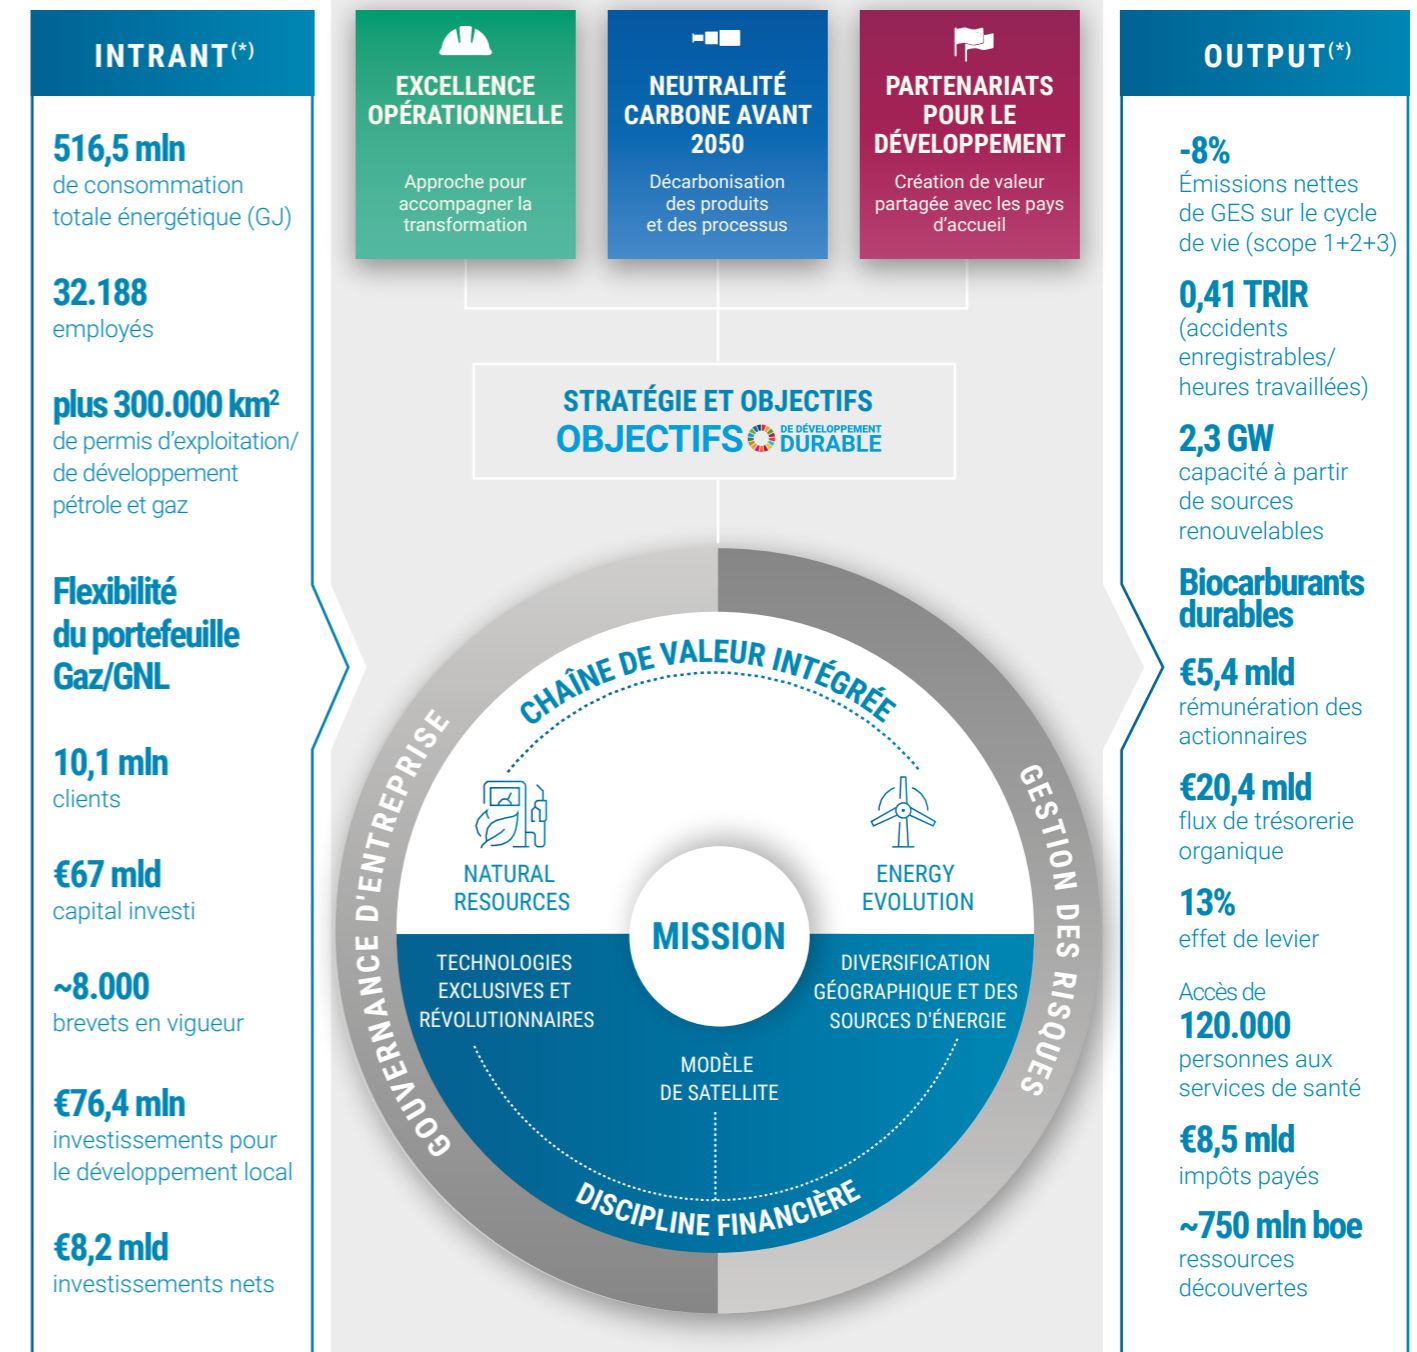 INTRANT(*)
516,5 mln
de consommation
totale énergétique (GJ)
32.188
employés
plus 300.000 km²
de permis d'exploitation/
de développement
pétrole et gaz
Flexibilité
du portefeuille
Gaz/GNL
10,1 mln
clients
€67 mld
capital investi
~8.000
brevets en vigueur
€76,4 mln
investissements pour
le développement local
€8,2 mld
investissements nets
EXCELLENCE
OPÉRATIONNELLE
Approche pour
accompagner la
transformation
NEUTRALITÉ
CARBONE AVANT
2050
Décarbonisation
des produits
et des processus
PARTENARIATS
POUR LE
DÉVELOPPEMENT
Création de valeur
partagée avec les pays
d'accueil
STRATÉGIE ET OBJECTIFS
OBJECTIFS DE DÉVELOPPEMENT
DURABLE
GOUVERNANCE D'ENTREPRISE
GESTION DES RISQUES
CHAÎNE DE VALEUR INTÉGRÉE
NATURAL
RESOURCES
ENERGY
EVOLUTION
MISSION
TECHNOLOGIES
EXCLUSIVES ET
RÉVOLUTIONNAIRES
DIVERSIFICATION
GÉOGRAPHIQUE ET DES
SOURCES D'ÉNERGIE
MODÈLE
DE SATELLITE
DISCIPLINE FINANCIÈRE
OUTPUT(*)
-8%
Émissions nettes
de GES sur le cycle
de vie (scope 1+2+3)
0,41 TRIR
(accidents
enregistrables/
heures travaillées)
2,3 GW
capacité à partir
de sources
renouvelables
Biocarburants
durables
€5,4 mld
rémunération des
actionnaires
€20,4 mld
flux de trésorerie
organique
13%
effet de levier
Accès de
120.000
personnes aux
services de santé
€8,5 mld
impôts payés
~750 mln boe
ressources
découvertes